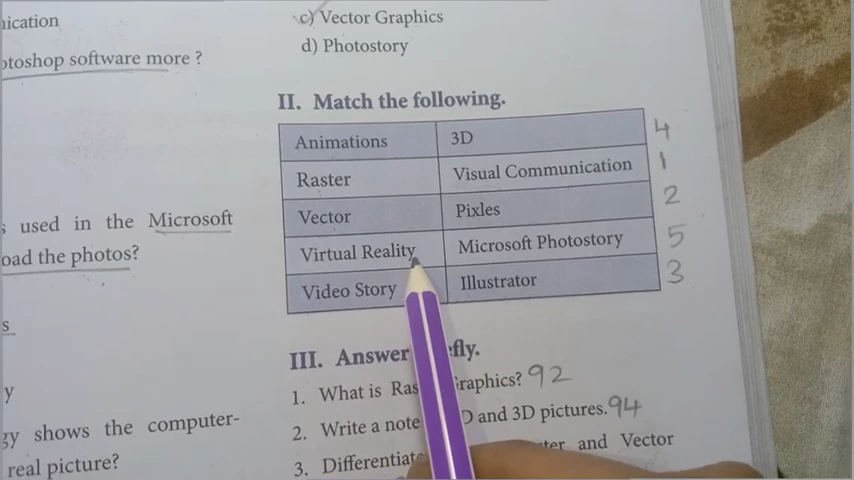 ication
otoshop software more ?
used in the Microsoft
oad the photos?
s
y
gy shows the computer-
real picture?
c) Vector Graphics
d) Photostory
II. Match the following.
Animations 3D 4
Raster Visual Communication 1
Vector Pixles 2
Virtual Reality Microsoft Photostory 5
Video Story Illustrator 3
III. Answer fly.
1. What is Ras raphics? 92
2. Write a note D and 3D pictures. 94
3. Differentiate ter and Vector